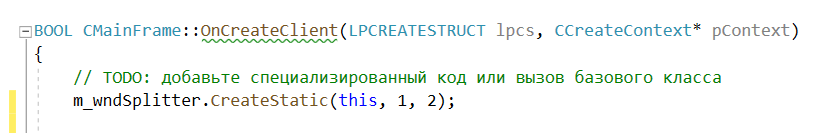 BOOL CMainFrame::OnCreateClient(LPCREATESTRUCT lpcs, CCreateContext* pContext)
{
// TODO: добавьте специализированный код или вызов базового класса
m_wndSplitter.CreateStatic(this, 1, 2);